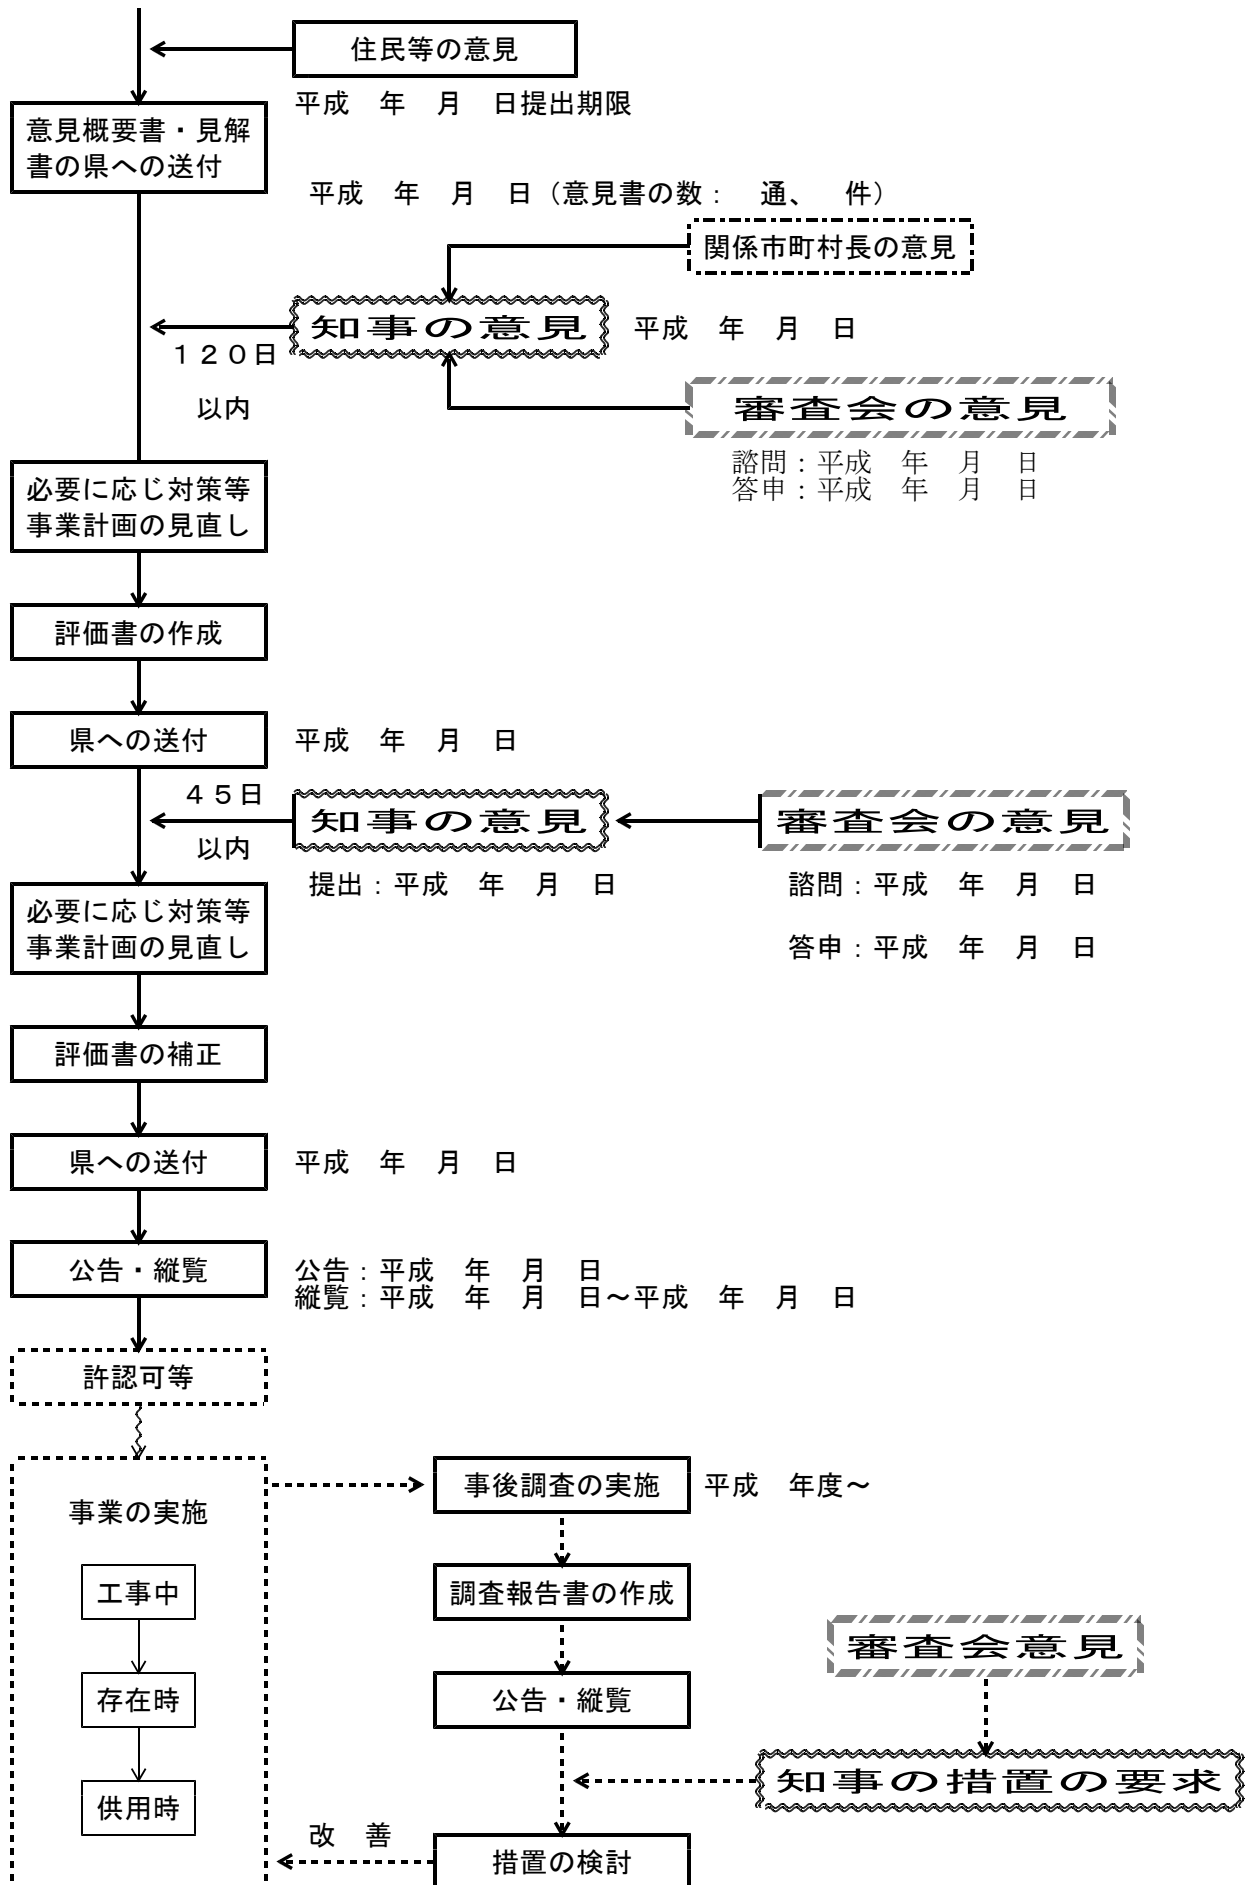 住民等の意見
平成　年　月　日提出期限
意見概要書・見解
書の県への送付
平成　年　月　日（意見書の数：　通、　件）
関係市町村長の意見
知事の意見
平成　年　月　日
１２０日
以内
審査会の意見
諮問：平成　年　月　日
答申：平成　年　月　日
必要に応じ対策等
事業計画の見直し
評価書の作成
県への送付
平成　年　月　日
４５日
以内
知事の意見
審査会の意見
提出：平成　年　月　日
諮問：平成　年　月　日
答申：平成　年　月　日
必要に応じ対策等
事業計画の見直し
評価書の補正
県への送付
平成　年　月　日
公告・縦覧
公告：平成　年　月　日
縦覧：平成　年　月　日～平成　年　月　日
許認可等
事業の実施
事後調査の実施
平成　年度～
工事中
調査報告書の作成
審査会意見
存在時
公告・縦覧
知事の措置の要求
供用時
改　善
措置の検討